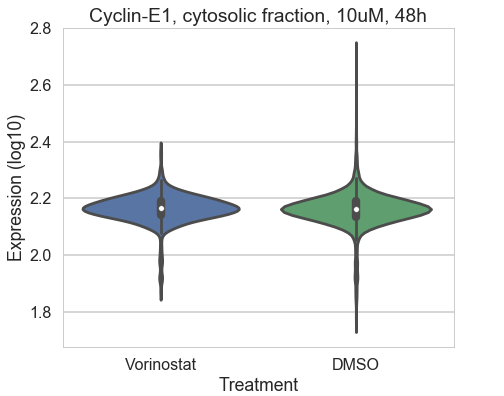 Cyclin-E1, cytosolic fraction, 10uM, 48h
2.8
2.6
2.4
2.2
2.0
1.8
Expression (log10)
Vorinostat DMSO
Treatment